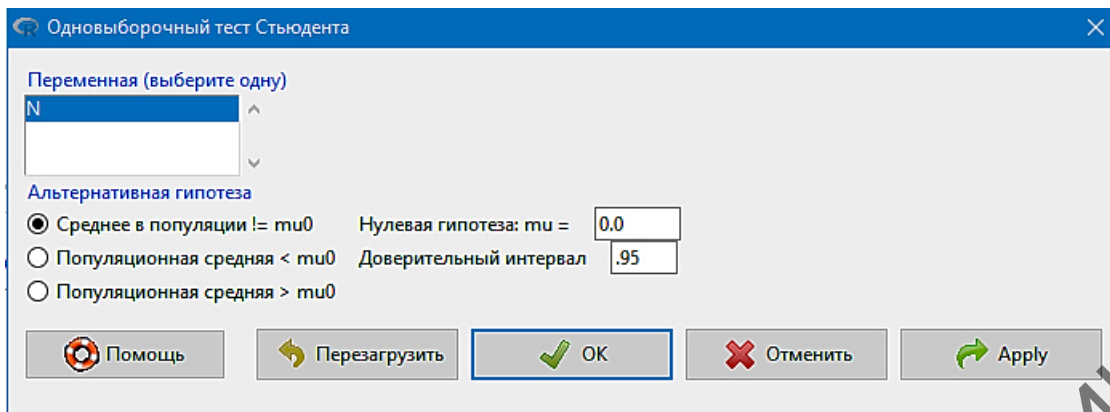 Одновыборочный тест Стьюдента
Переменная (выберите одну)
N
Альтернативная гипотеза
Среднее в популяции != mu0 Нулевая гипотеза: mu = 0.0
Популяционная средняя < mu0 Доверительный интервал .95
Популяционная средняя > mu0
Помощь Перезагрузить OK Отменить Apply